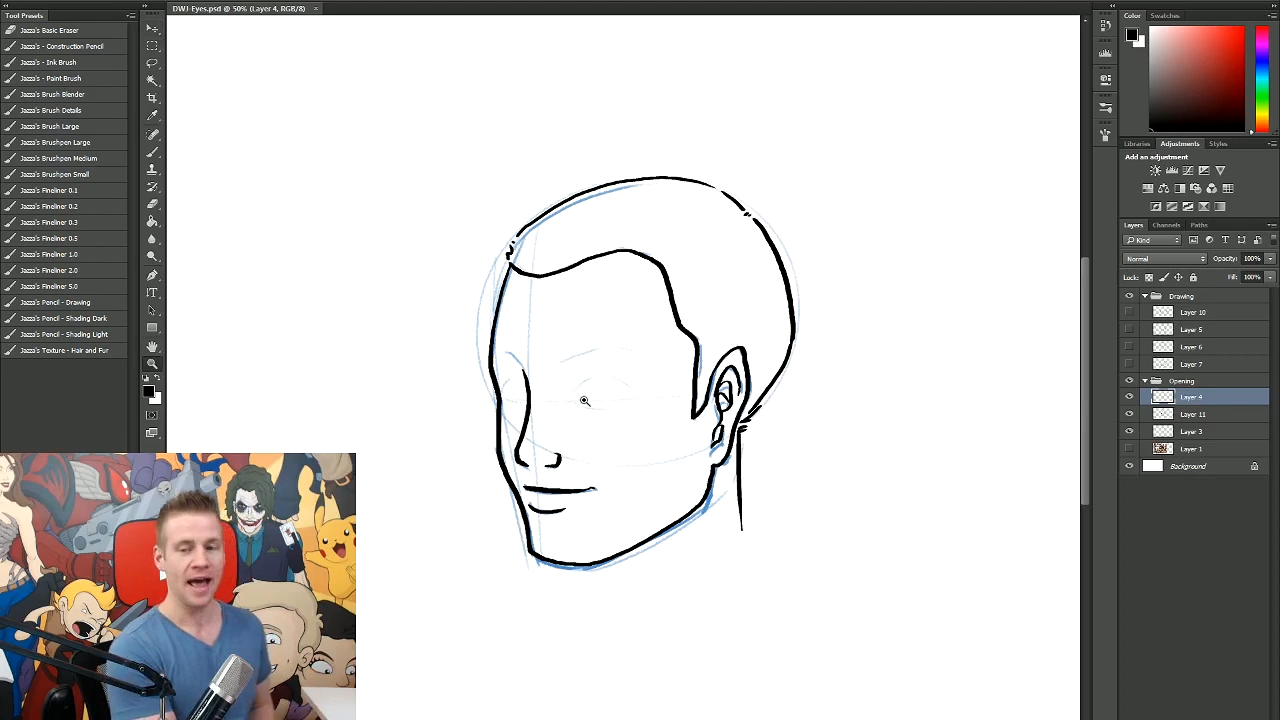 DWJ-Eyes.psd @ 50% (Layer 4, RGB/8) ×
Tool Presets
Jazza's Basic Eraser
Jazza's - Construction Pencil
Jazza's - Ink Brush
Jazza's - Paint Brush
Jazza's Brush Blender
Jazza's Brush Details
Jazza's Brush Large
Jazza's Brushpen Large
Jazza's Brushpen Medium
Jazza's Brushpen Small
Jazza's Fineliner 0.1
Jazza's Fineliner 0.2
Jazza's Fineliner 0.3
Jazza's Fineliner 0.5
Jazza's Fineliner 1.0
Jazza's Fineliner 2.0
Jazza's Fineliner 5.0
Jazza's Pencil - Drawing
Jazza's Pencil - Shading Dark
Jazza's Pencil - Shading Light
Jazza's Texture - Hair and Fur
Color Swatches
Libraries Adjustments Styles
Add an adjustment
Layers Channels Paths
Kind
Normal Opacity: 100%
Lock: Fill: 100%
Drawing
Layer 10
Layer 5
Layer 6
Layer 7
Opening
Layer 4
Layer 11
Layer 3
Layer 1
Background